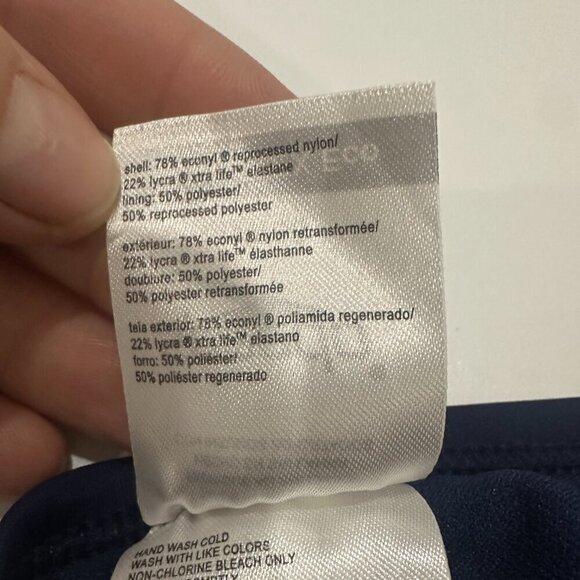 shell: 78% econyl ® reprocessed nylon/
22% lycra ® xtra life™ elastane
lining: 50% polyester/
50% reprocessed polyester
extérieur: 78% econyl ® nylon retransformée/
22% lycra ® xtra life™ élasthanne
doublure: 50% polyester/
50% polyester retransformée
tela exterior: 78% econyl ® poliamida regenerado/
22% lycra ® xtra life™ elastano
forro: 50% poliéster/
50% poliéster regenerado
HAND WASH COLD
WASH WITH LIKE COLORS
NON-CHLORINE BLEACH ONLY